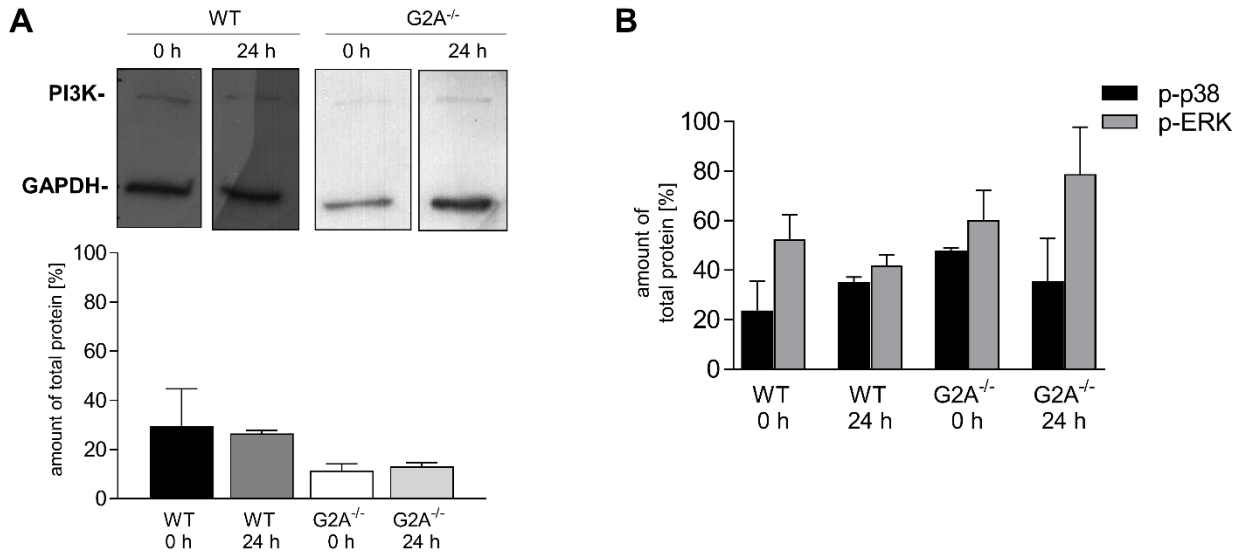 A
WT
G2A-/-
0 h
24 h
0 h
24 h
PI3K-
GAPDH-
amount of total protein [%]
100
80
60
40
20
0
WT
0 h
WT
24 h
G2A-/-
0 h
G2A-/-
24 h
B
p-p38
p-ERK
amount of
total protein [%]
100
80
60
40
20
0
WT
0 h
WT
24 h
G2A-/-
0 h
G2A-/-
24 h